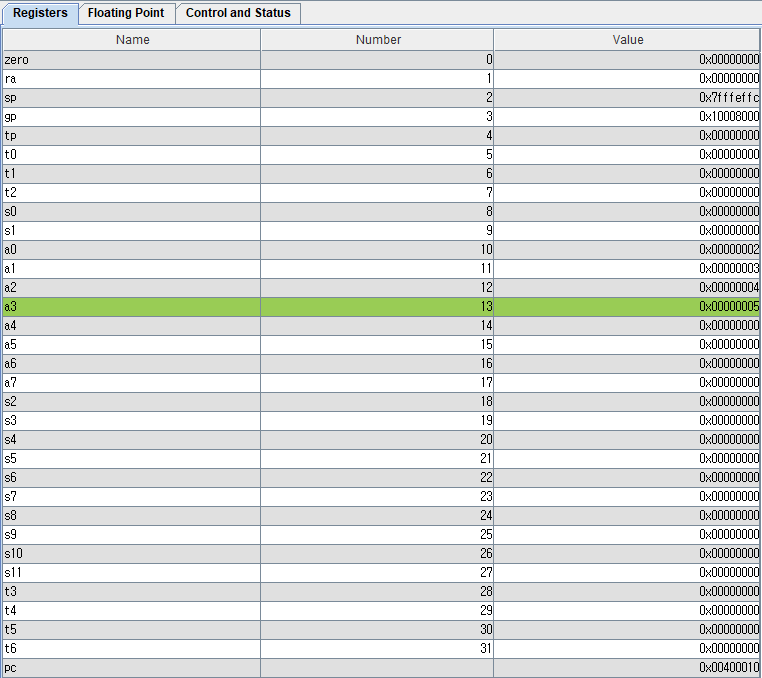 Registers Floating Point Control and Status
Name Number Value
zero 0 0x00000000
ra 1 0x00000000
sp 2 0x7fffeffc
gp 3 0x10008000
tp 4 0x00000000
t0 5 0x00000000
t1 6 0x00000000
t2 7 0x00000000
s0 8 0x00000000
s1 9 0x00000000
a0 10 0x00000002
a1 11 0x00000003
a2 12 0x00000004
a3 13 0x00000005
a4 14 0x00000000
a5 15 0x00000000
a6 16 0x00000000
a7 17 0x00000000
s2 18 0x00000000
s3 19 0x00000000
s4 20 0x00000000
s5 21 0x00000000
s6 22 0x00000000
s7 23 0x00000000
s8 24 0x00000000
s9 25 0x00000000
s10 26 0x00000000
s11 27 0x00000000
t3 28 0x00000000
t4 29 0x00000000
t5 30 0x00000000
t6 31 0x00000000
pc 0x00400010